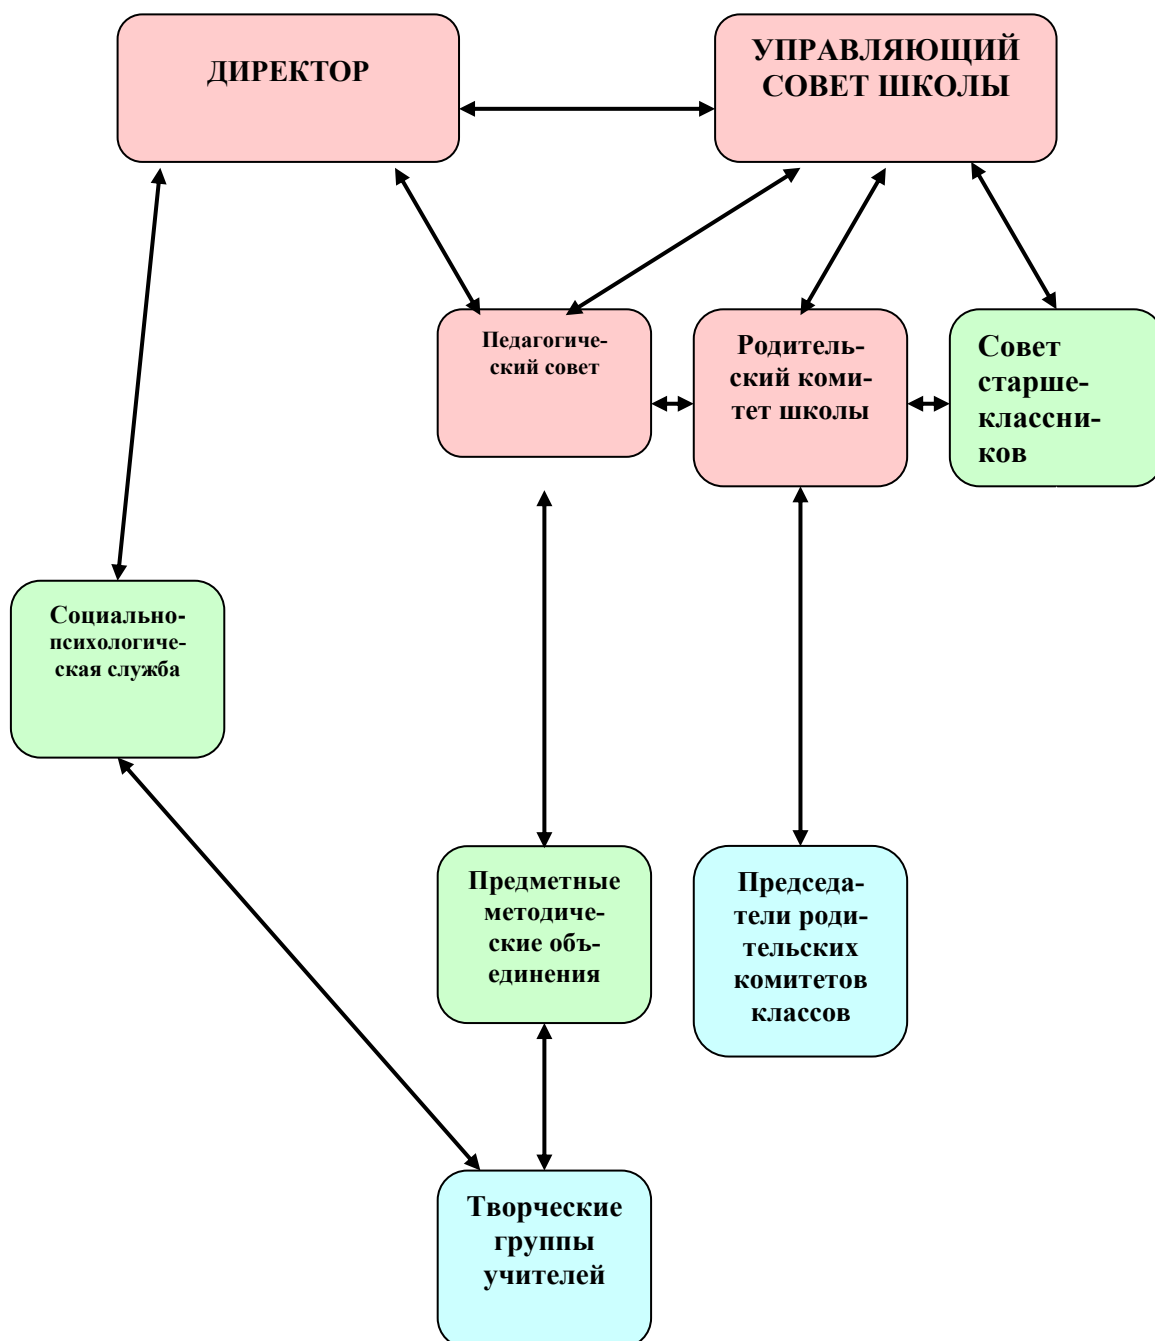 ДИРЕКТОР
УПРАВЛЯЮЩИЙ
СОВЕТ ШКОЛЫ
Педагогиче-
ский совет
Родитель-
ский коми-
тет школы
Совет
старше-
классни-
ков
Социально-
психологиче-
ская служба
Предметные
методиче-
ские объ-
единения
Председа-
тели роди-
тельских
комитетов
классов
Творческие
группы
учителей